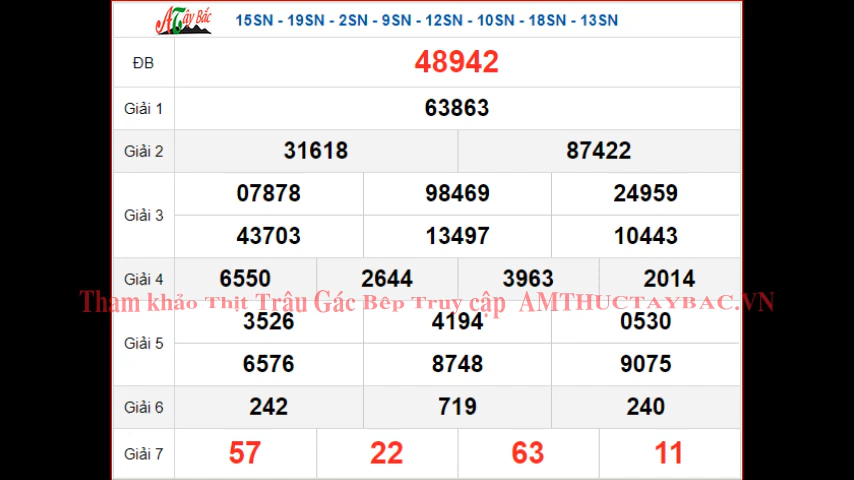 ATây Bắc 15SN - 19SN - 2SN - 9SN - 12SN - 10SN - 18SN - 13SN
ĐB 48942
Giải 1 63863
Giải 2 31618 87422
07878 98469 24959
Giải 3
43703 13497 10443
Giải 4 6550 2644 3963 2014
Tham khảo Thịt Trâu Gác Bếp Truy cập AMTHUCTAYBAC.VN
3526 4194 0530
Giải 5
6576 8748 9075
Giải 6 242 719 240
Giải 7 57 22 63 11